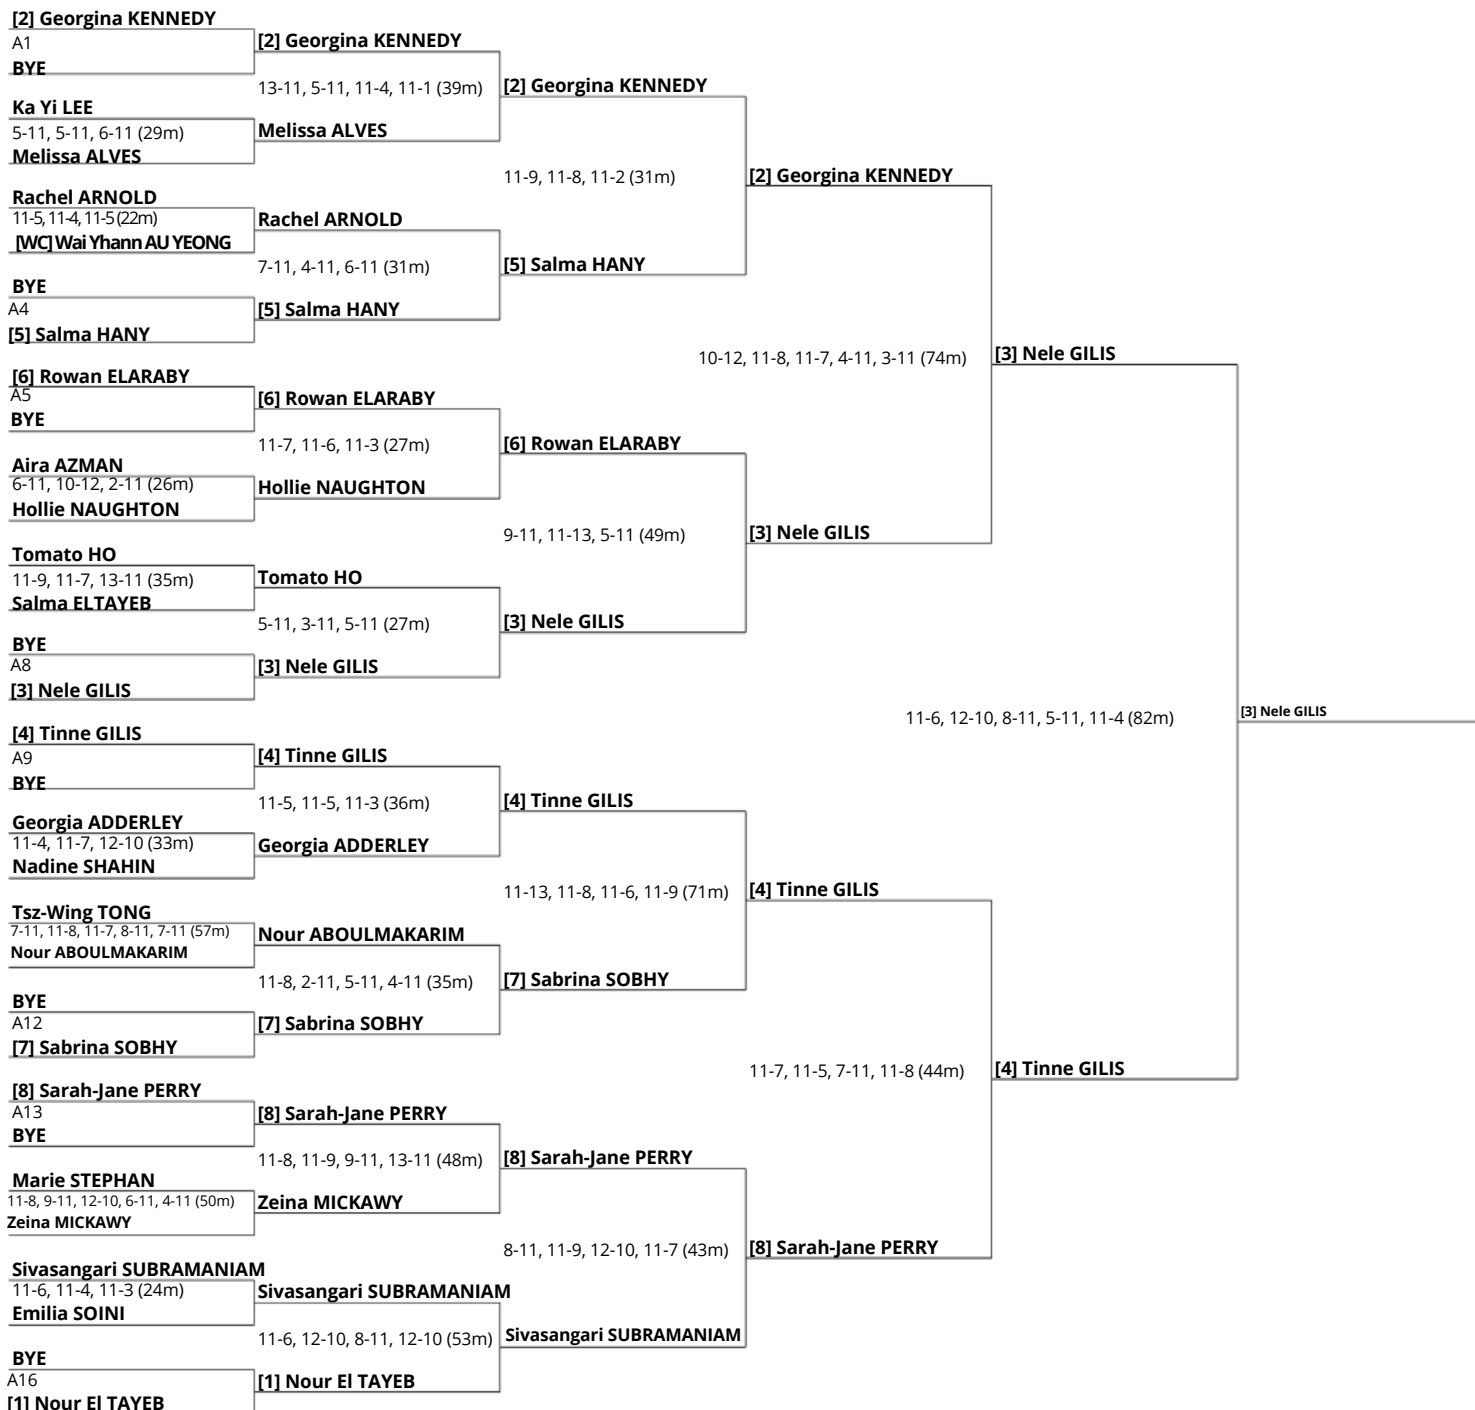 [2] Georgina KENNEDY
A1
BYE
Ka Yi LEE
5-11, 5-11, 6-11 (29m)
Melissa ALVES
Rachel ARNOLD
11-5, 11-4, 11-5 (22m)
[WC] Wai Yhann AU YEONG
BYE
A4
[5] Salma HANY
[6] Rowan ELARABY
A5
BYE
Aira AZMAN
6-11, 10-12, 2-11 (26m)
Hollie NAUGHTON
Tomato HO
11-9, 11-7, 13-11 (35m)
Salma ELTAYEB
BYE
A8
[3] Nele GILIS
[4] Tinne GILIS
A9
BYE
Georgia ADDERLEY
11-4, 11-7, 12-10 (33m)
Nadine SHAHIN
Tsz-Wing TONG
7-11, 11-8, 11-7, 8-11, 7-11 (57m)
Nour ABOULMAKARIM
BYE
A12
[7] Sabrina SOBHY
[8] Sarah-Jane PERRY
A13
BYE
Marie STEPHAN
11-8, 9-11, 12-10, 6-11, 4-11 (50m)
Zeina MICKAWY
Sivasangari SUBRAMANIAM
11-6, 11-4, 11-3 (24m)
Emilia SOINI
BYE
A16
[1] Nour El TAYEB
[2] Georgina KENNEDY
13-11, 5-11, 11-4, 11-1 (39m)
Melissa ALVES
Rachel ARNOLD
7-11, 4-11, 6-11 (31m)
[5] Salma HANY
[6] Rowan ELARABY
11-7, 11-6, 11-3 (27m)
Hollie NAUGHTON
Tomato HO
5-11, 3-11, 5-11 (27m)
[3] Nele GILIS
[4] Tinne GILIS
11-5, 11-5, 11-3 (36m)
Georgia ADDERLEY
Nour ABOULMAKARIM
11-8, 2-11, 5-11, 4-11 (35m)
[7] Sabrina SOBHY
[8] Sarah-Jane PERRY
11-8, 11-9, 9-11, 13-11 (48m)
Zeina MICKAWY
Sivasangari SUBRAMANIAM
11-6, 12-10, 8-11, 12-10 (53m)
[1] Nour El TAYEB
[2] Georgina KENNEDY
11-9, 11-8, 11-2 (31m)
[5] Salma HANY
[6] Rowan ELARABY
9-11, 11-13, 5-11 (49m)
[3] Nele GILIS
[4] Tinne GILIS
11-13, 11-8, 11-6, 11-9 (71m)
[7] Sabrina SOBHY
[8] Sarah-Jane PERRY
8-11, 11-9, 12-10, 11-7 (43m)
Sivasangari SUBRAMANIAM
[2] Georgina KENNEDY
10-12, 11-8, 11-7, 4-11, 3-11 (74m)
[3] Nele GILIS
[4] Tinne GILIS
11-7, 11-5, 7-11, 11-8 (44m)
[8] Sarah-Jane PERRY
[3] Nele GILIS
11-6, 12-10, 8-11, 5-11, 11-4 (82m)
[4] Tinne GILIS
[3] Nele GILIS